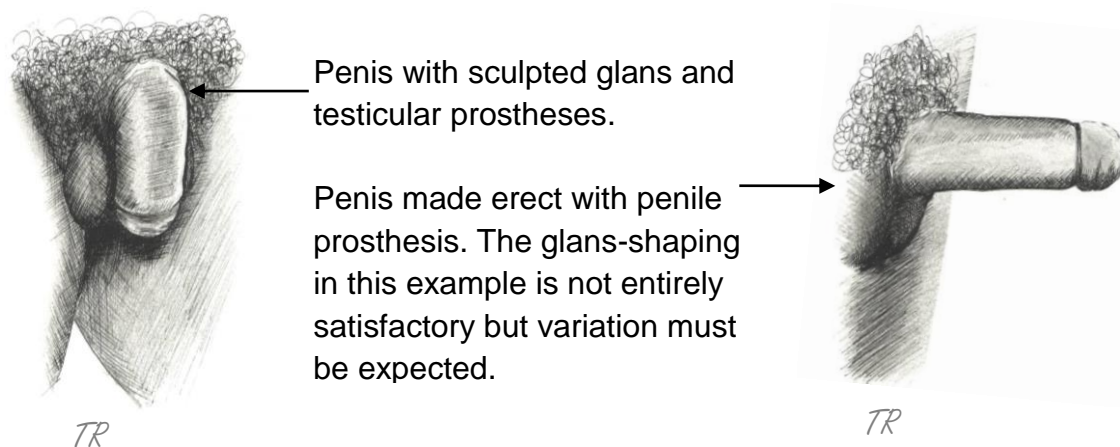 Penis with sculpted glans and
testicular prostheses.
Penis made erect with penile
prosthesis. The glans-shaping
in this example is not entirely
satisfactory but variation must
be expected.
TR
TR